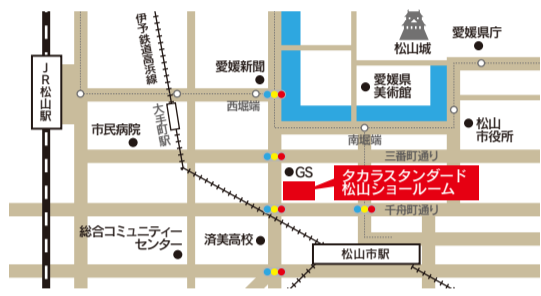 伊予鉄道高浜線
松山城
愛媛県庁
JR松山駅
愛媛新聞
愛媛県
美術館
西堀端
大手町駅
市民病院
南堀端
松山
市役所
三番町通り
GS
タカラスタンダード
松山ショールーム
千舟町通り
総合コミュニティー
センター
済美高校
松山市駅